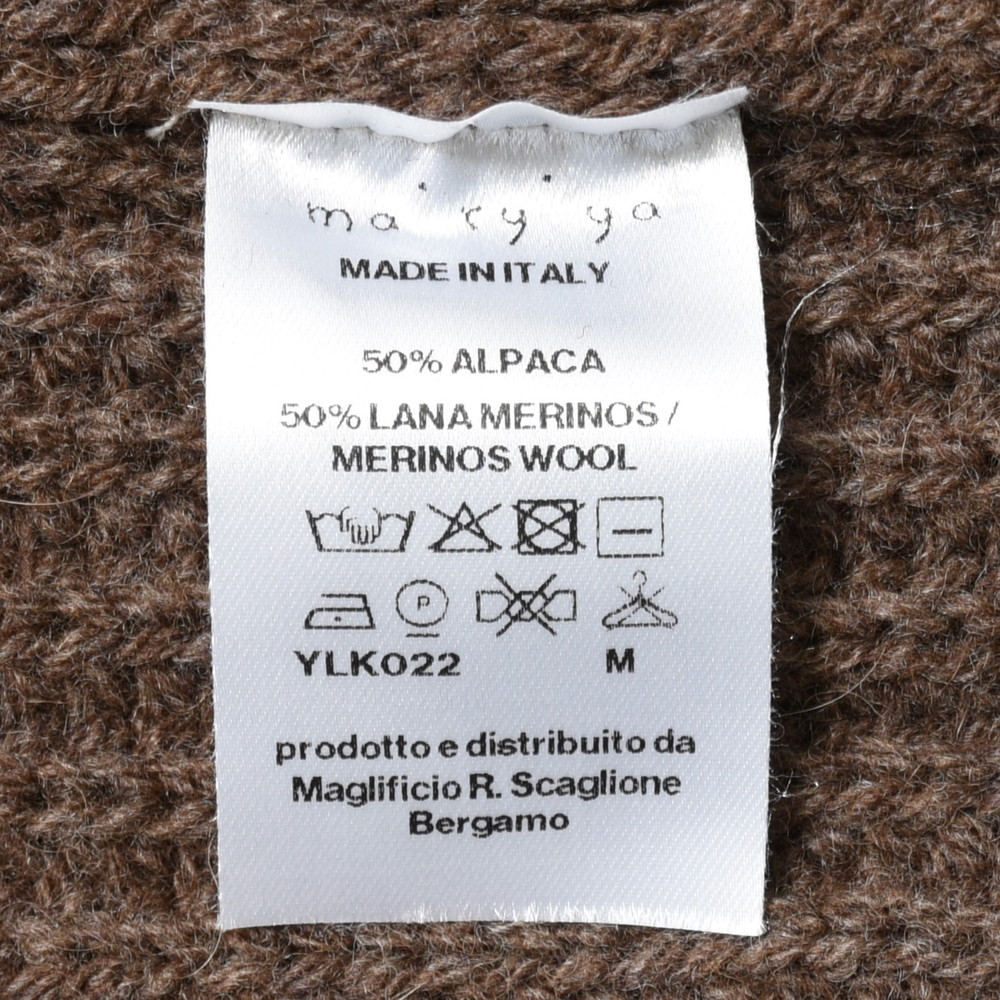 ma'ry'ya
MADE IN ITALY
50% ALPACA
50% LANA MERINOS /
MERINOS WOOL
P
YLK022 M
prodotto e distribuito da
Maglificio R. Scaglione
Bergamo